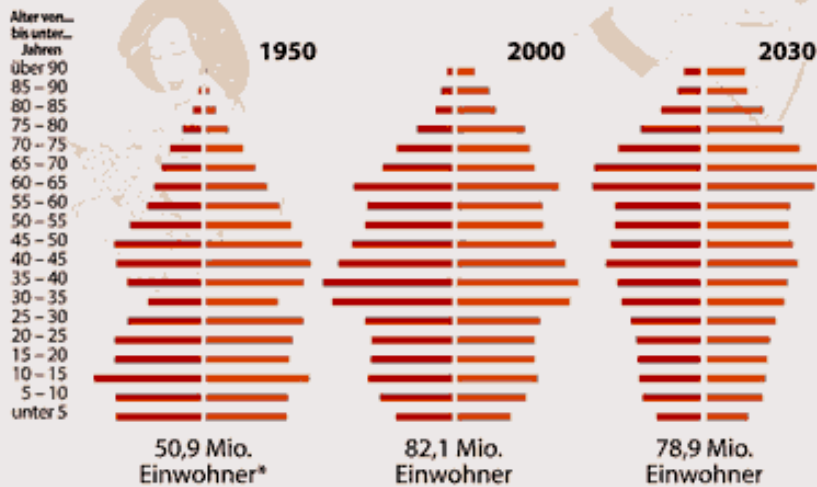 Alter von...
bis unter...
Jahren
1950
2000
2030
über 90
85 – 90
80 – 85
75 – 80
70 – 75
65 – 70
60 – 65
55 – 60
50 – 55
45 – 50
40 – 45
35 – 40
30 – 35
25 – 30
20 – 25
15 – 20
10 – 15
5 – 10
unter 5
50,9 Mio.
Einwohner*
82,1 Mio.
Einwohner
78,9 Mio.
Einwohner